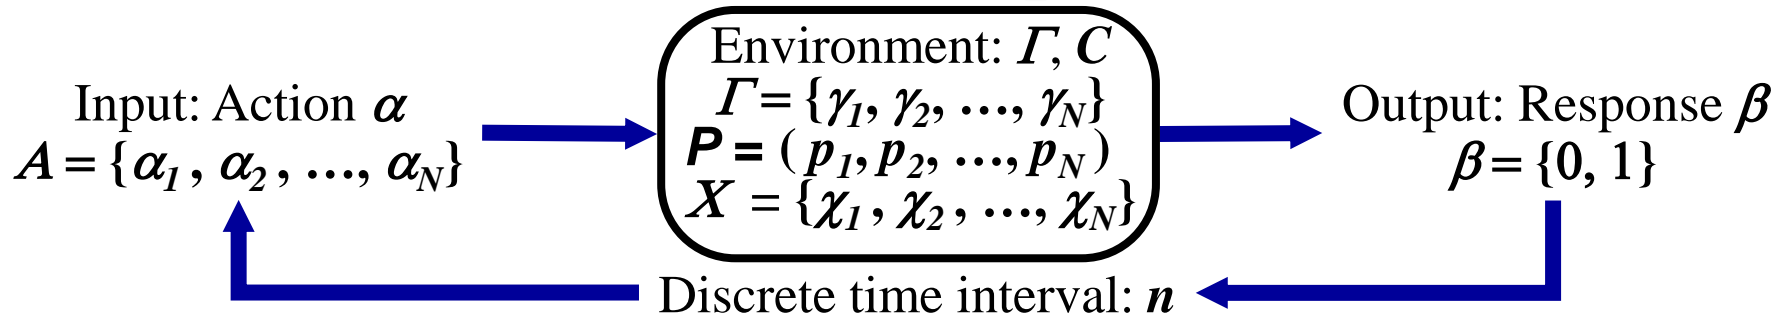 Input: Action α
A = {α1, α2, ..., αN}
Environment: Γ, C
Γ = {γ1, γ2, ..., γN}
P = (p1, p2, ..., pN)
X = {χ1, χ2, ..., χN}
Output: Response β
β = {0, 1}
Discrete time interval: n